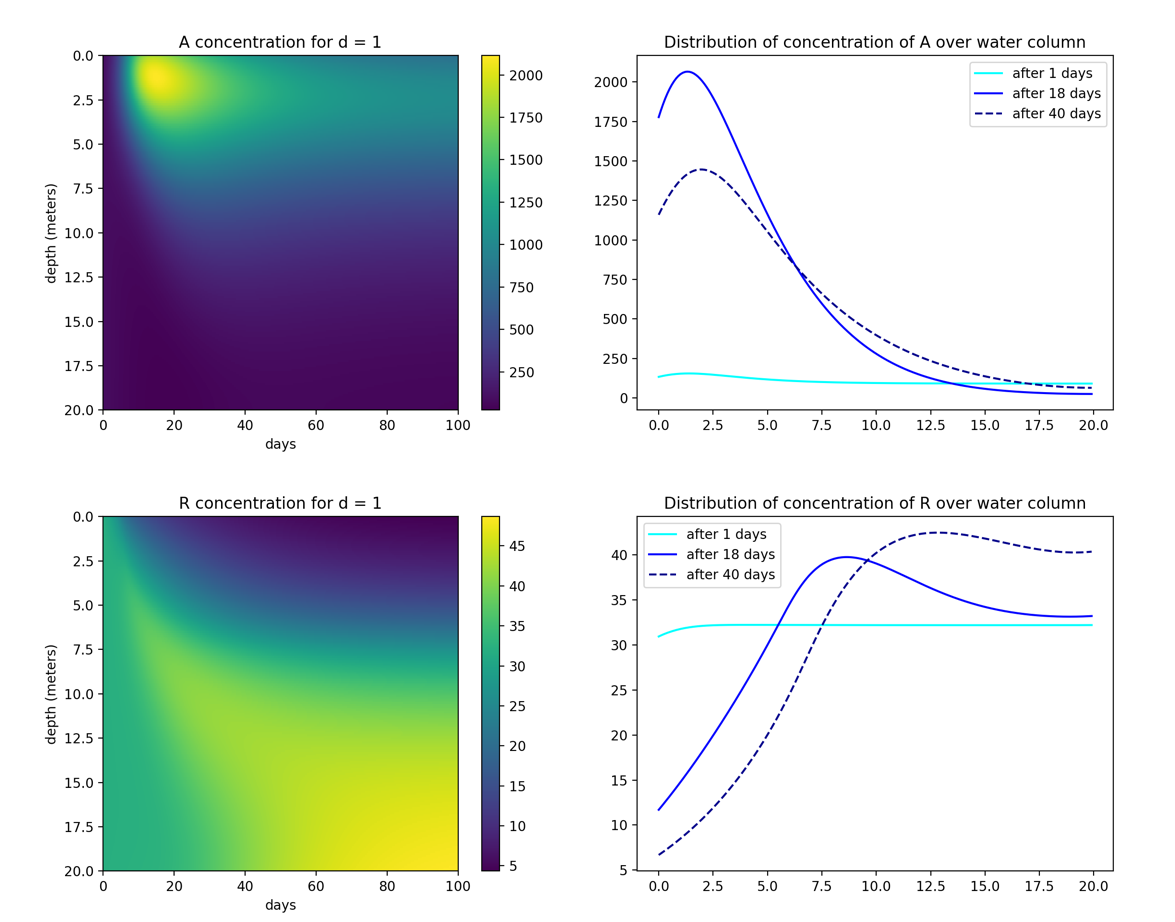 A concentration for d = 1
0.0
2.5
5.0
7.5
10.0
12.5
15.0
17.5
20.0
depth (meters)
0 20 40 60 80 100
days
2000
1750
1500
1250
1000
750
500
250
Distribution of concentration of A over water column
after 1 days
after 18 days
after 40 days
2000
1750
1500
1250
1000
750
500
250
0
0.0 2.5 5.0 7.5 10.0 12.5 15.0 17.5 20.0
R concentration for d = 1
0.0
2.5
5.0
7.5
10.0
12.5
15.0
17.5
20.0
depth (meters)
0 20 40 60 80 100
days
45
40
35
30
25
20
15
10
5
Distribution of concentration of R over water column
after 1 days
after 18 days
after 40 days
40
35
30
25
20
15
10
5
0.0 2.5 5.0 7.5 10.0 12.5 15.0 17.5 20.0